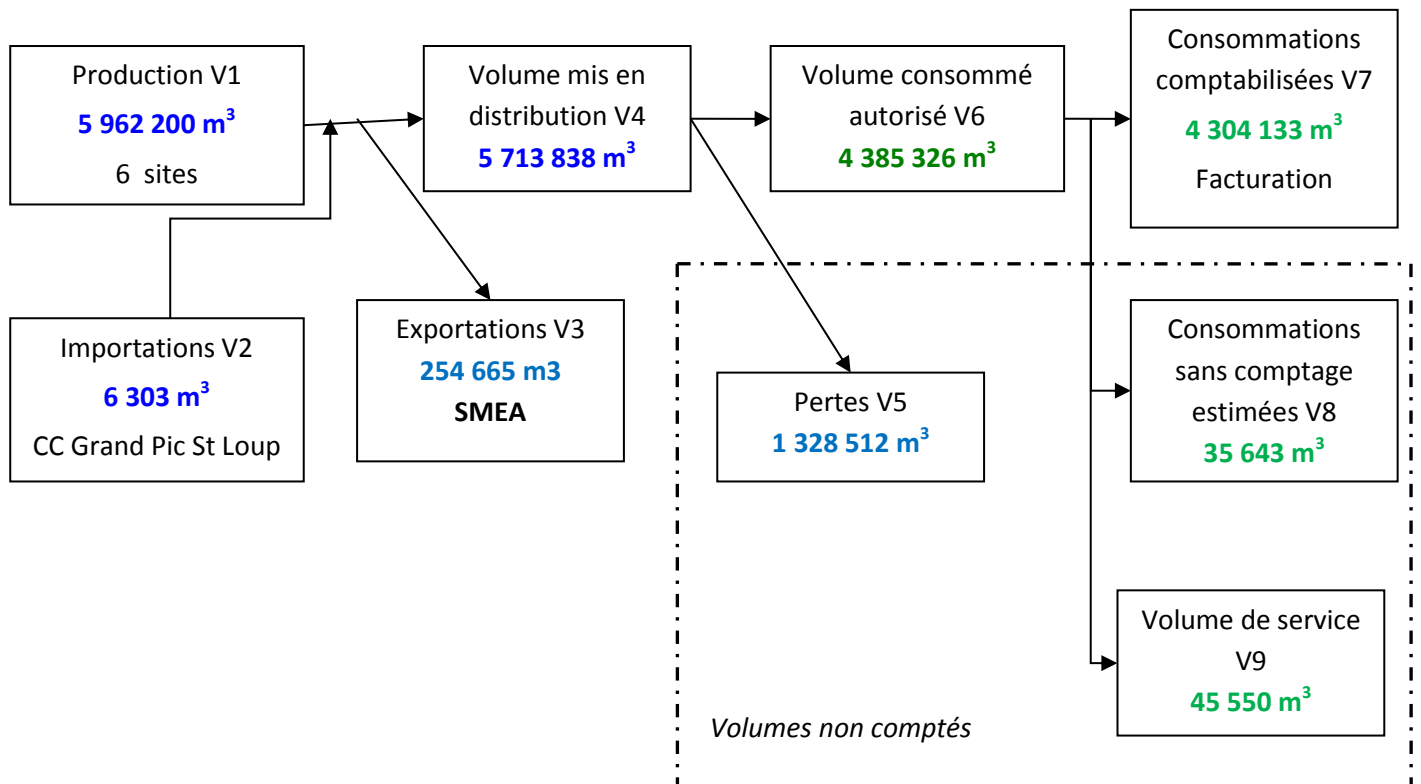 Production V1
5 962 200 m³
6 sites
Importations V2
6 303 m³
CC Grand Pic St Loup
Volume mis en
distribution V4
5 713 838 m³
Exportations V3
254 665 m3
SMEA
Volume consommé
autorisé V6
4 385 326 m³
Pertes V5
1 328 512 m³
Consommations
comptabilisées V7
4 304 133 m³
Facturation
Consommations
sans comptage
estimées V8
35 643 m³
Volume de service
V9
45 550 m³
Volumes non comptés